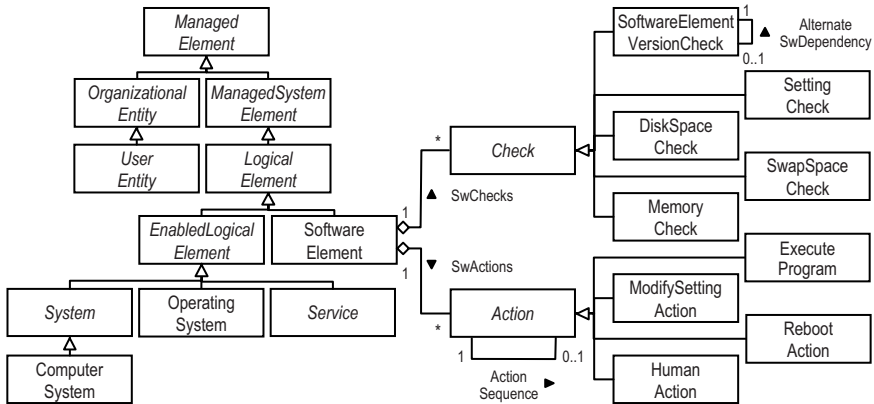 Managed
Element
Organizational
Entity
ManagedSystem
Element
User
Entity
Logical
Element
EnabledLogical
Element
Software
Element
System
Operating
System
Service
Computer
System
1
*
SwChecks
1
*
SwActions
Check
Action
1
0..1
Action
Sequence
SoftwareElement
VersionCheck
1
0..1
Alternate
SwDependency
Setting
Check
DiskSpace
Check
SwapSpace
Check
Memory
Check
Execute
Program
ModifySetting
Action
Reboot
Action
Human
Action